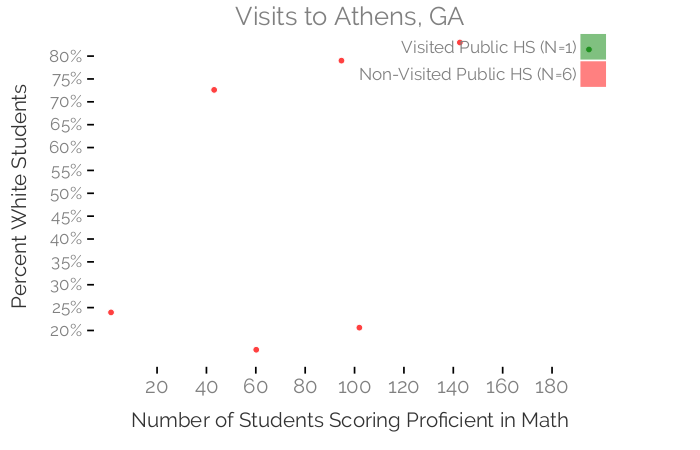 Visits to Athens, GA
Visited Public HS (N=1)
Non-Visited Public HS (N=6)
Percent White Students
80%
75%
70%
65%
60%
55%
50%
45%
40%
35%
30%
25%
20%
20 40 60 80 100 120 140 160 180
Number of Students Scoring Proficient in Math